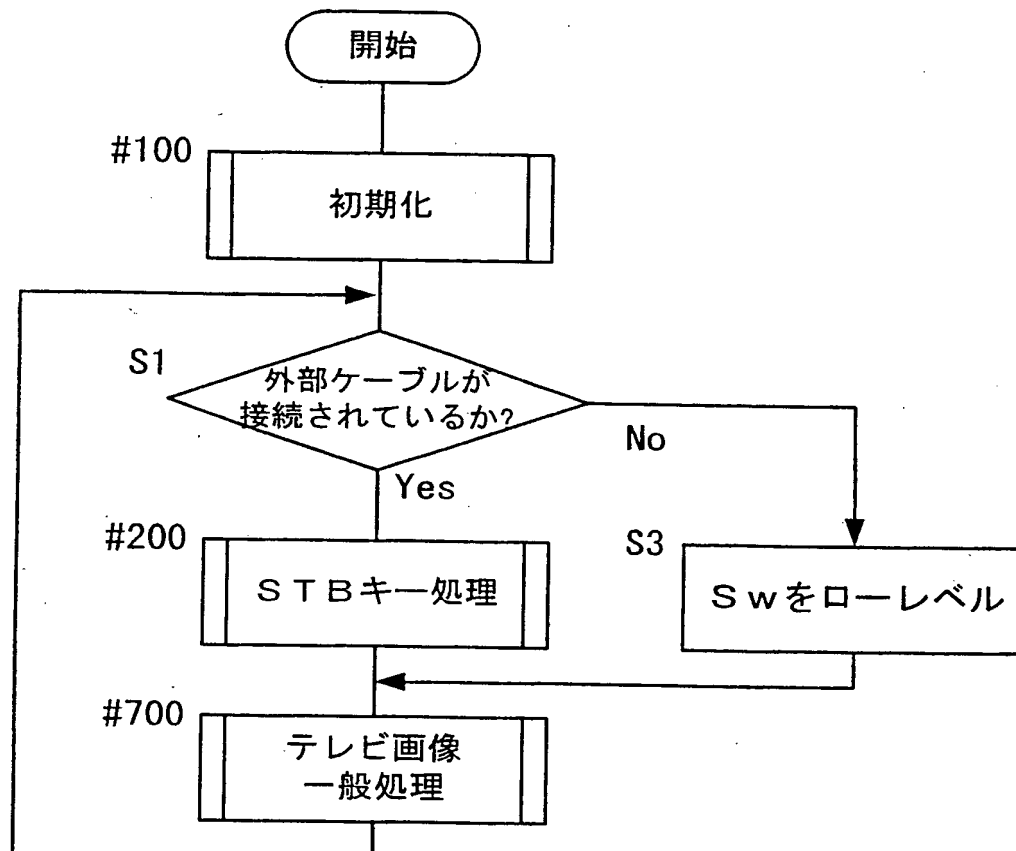 開始
#100
初期化
S1
外部ケーブルが
接続されているか?
No
Yes
#200
STBキー処理
S3
Swをローレベル
#700
テレビ画像
一般処理